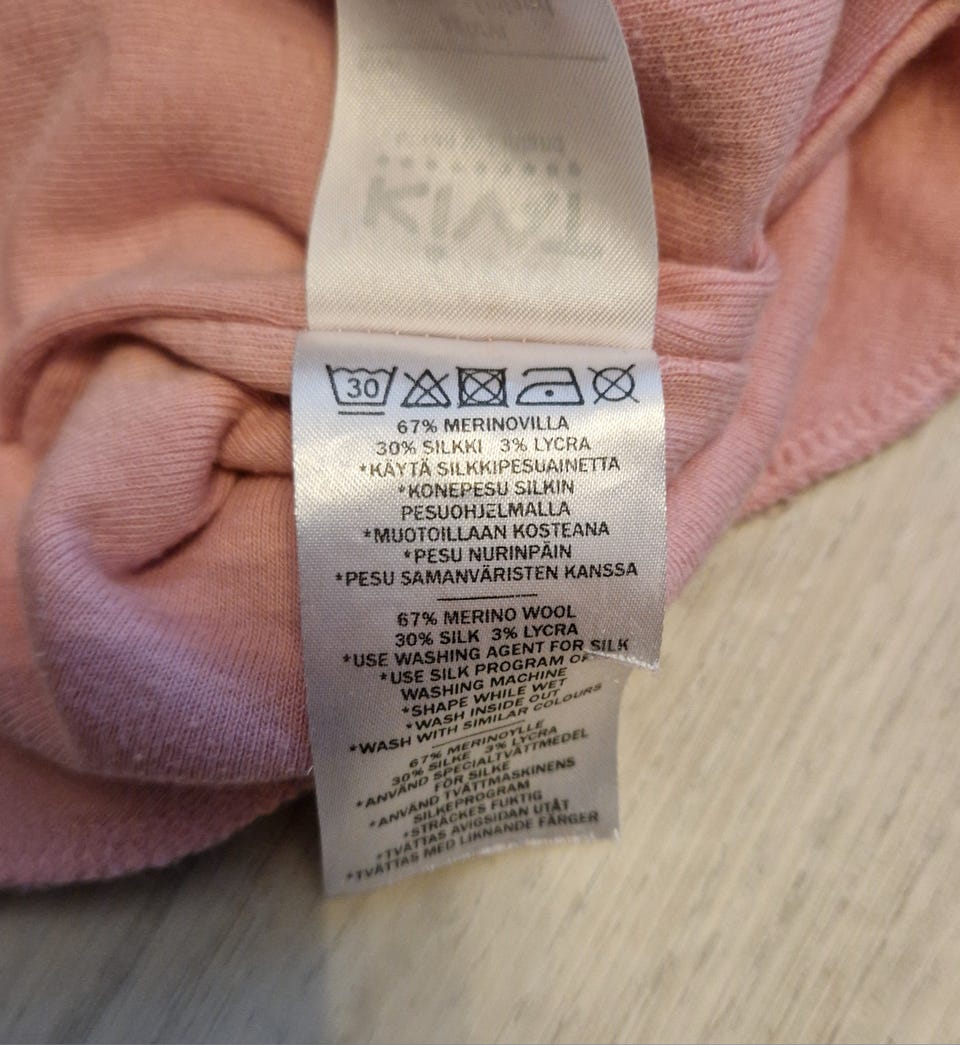 30
67% MERINOVILLA
30% SILKKI 3% LYCRA
*KÄYTÄ SILKKIPESUAINETTA
*KONEPESU SILKIN
PESUOHJELMALLA
*MUOTOILLAAN KOSTEANA
*PESU NURINPÄIN
*PESU SAMANVÄRISTEN KANSSA
67% MERINO WOOL
30% SILK 3% LYCRA
*USE WASHING AGENT FOR SILK
*USE SILK PROGRAM OF
WASHING MACHINE
*SHAPE WHILE WET
*WASH INSIDE OUT
*WASH WITH SIMILAR COLOURS
67% MERINOYLLE
30% SILKE 3% LYCRA
*ANVÄND SPECIALTVÄTTMEDEL
FÖR SILKE
*ANVÄND TVÄTTMASKINENS
SILKEPROGRAM
*STRÄCKES FUKTIG
*TVÄTTAS AVIGSIDAN UTÅT
*TVÄTTAS MED LIKNANDE FÄRGER